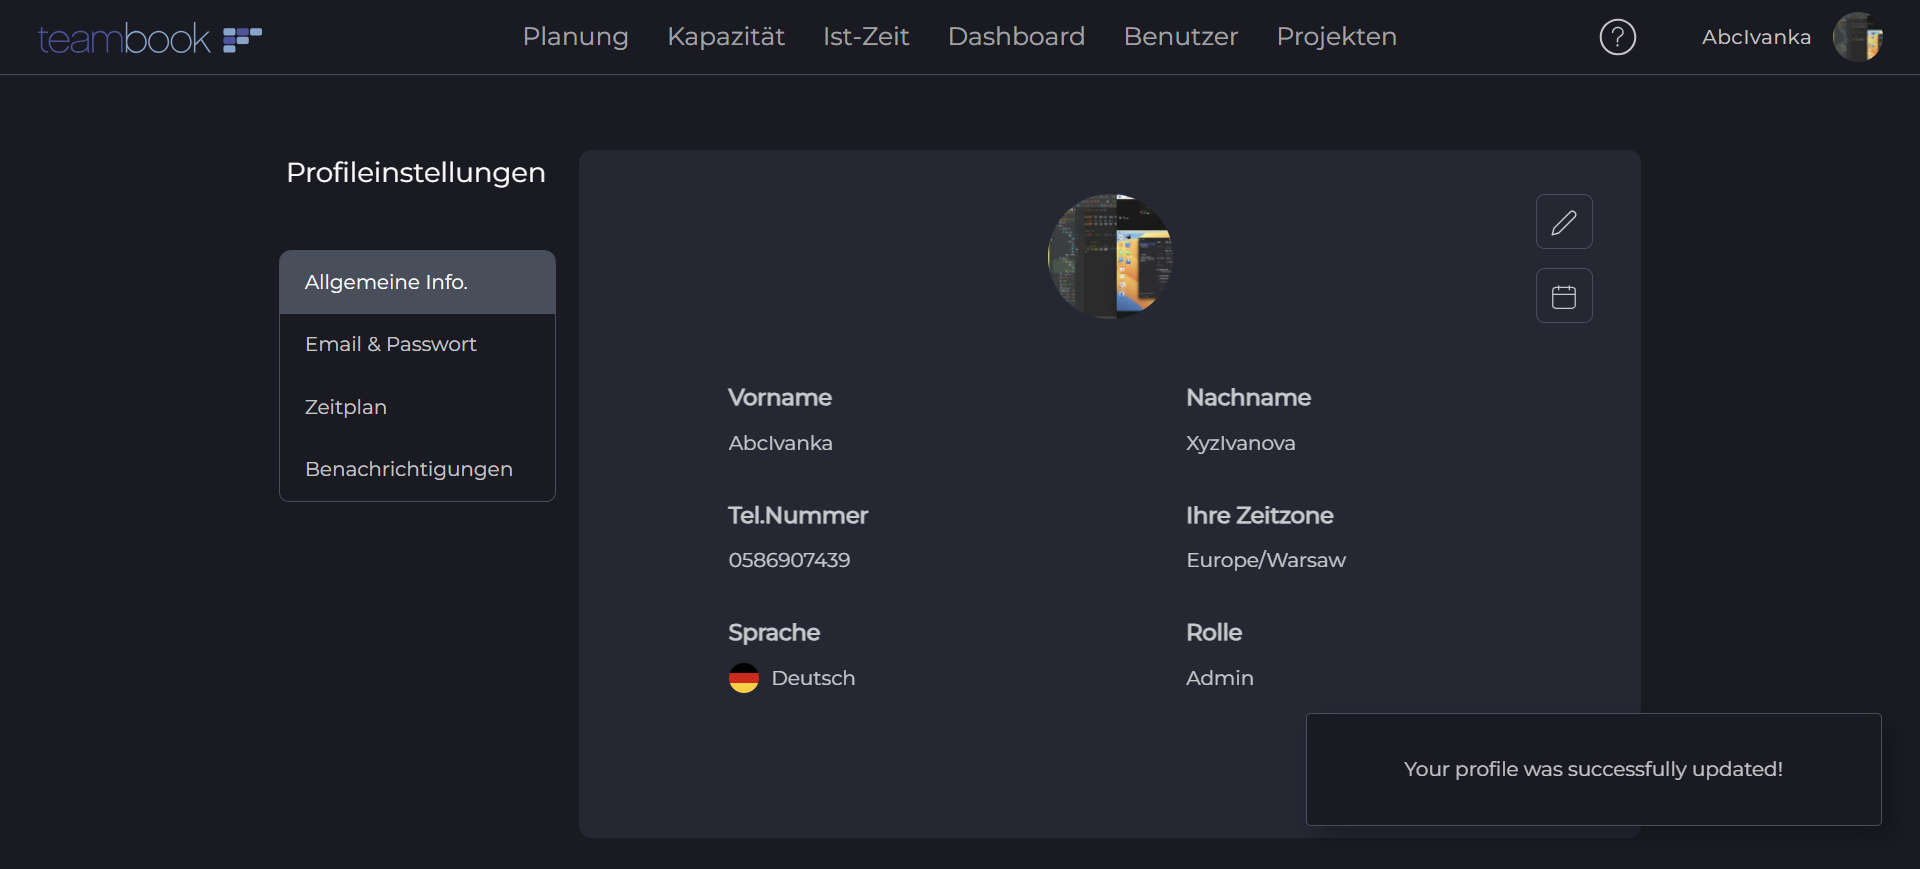 teambook
Planung Kapazität Ist-Zeit Dashboard Benutzer Projekten
? AbcIvanka
Profileinstellungen
Allgemeine Info.
Email & Passwort
Zeitplan
Benachrichtigungen
Vorname
AbcIvanka
Nachname
XyzIvanova
Tel.Nummer
0586907439
Ihre Zeitzone
Europe/Warsaw
Sprache
Deutsch
Rolle
Admin
Your profile was successfully updated!